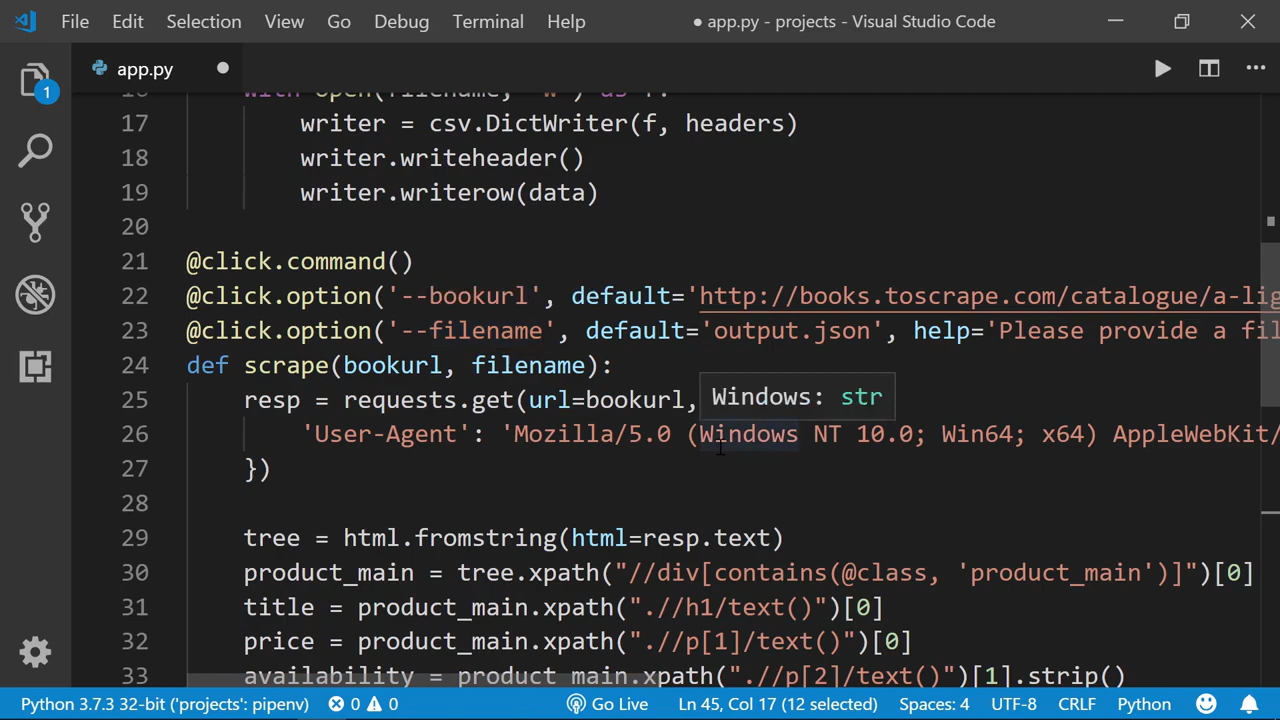 File Edit Selection View Go Debug Terminal Help ● app.py - projects - Visual Studio Code
app.py
1
with open(filename, 'w') as f:
17 writer = csv.DictWriter(f, headers)
18 writer.writeheader()
19 writer.writerow(data)
20
21 @click.command()
22 @click.option('--bookurl', default='http://books.toscrape.com/catalogue/a-lig
23 @click.option('--filename', default='output.json', help='Please provide a fil
24 def scrape(bookurl, filename):
25 resp = requests.get(url=bookurl,
Windows: str
26 'User-Agent': 'Mozilla/5.0 (Windows NT 10.0; Win64; x64) AppleWebKit/
27 })
28
29 tree = html.fromstring(html=resp.text)
30 product_main = tree.xpath("//div[contains(@class, 'product_main')]")[0]
31 title = product_main.xpath(".//h1/text()")[0]
32 price = product_main.xpath(".//p[1]/text()")[0]
33 availability = product_main.xpath(".//p[2]/text()")[1].strip()
Python 3.7.3 32-bit ('projects': pipenv) 0 0 Go Live Ln 45, Col 17 (12 selected) Spaces: 4 UTF-8 CRLF Python